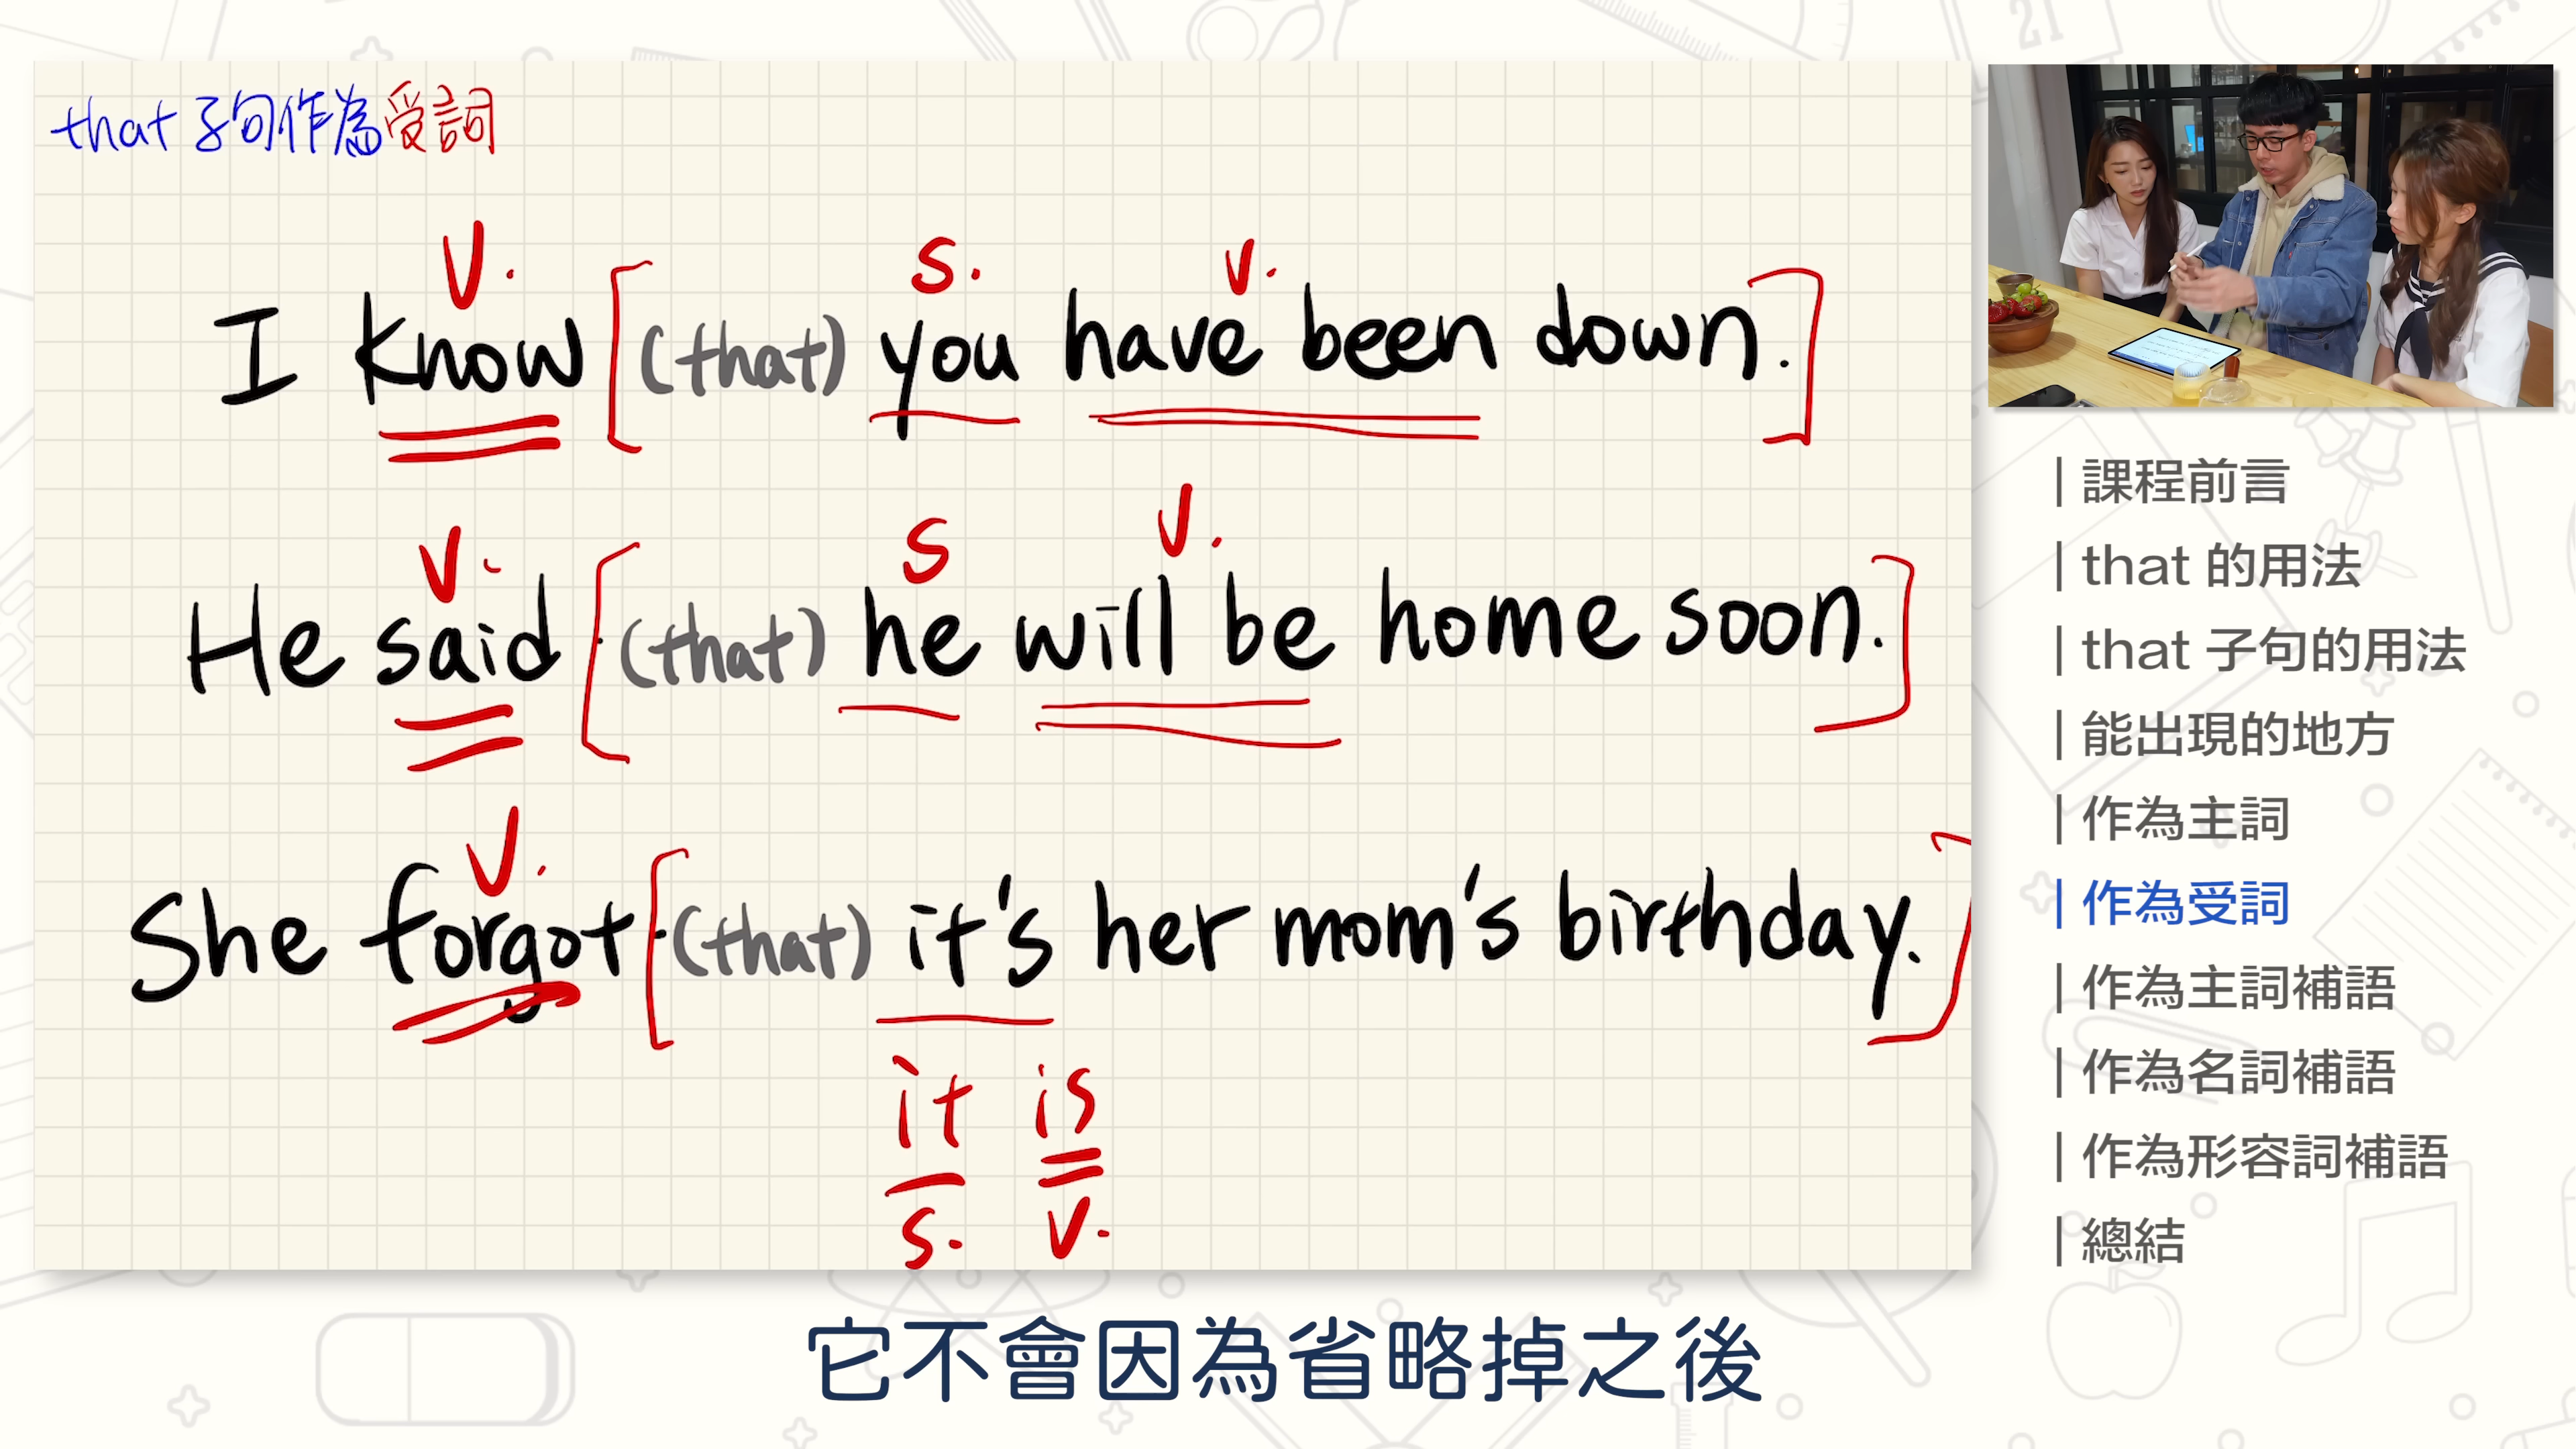 that 子句作為受詞
V. S. V.
I know [(that) you have been down.]
V. S V.
He said [(that) he will be home soon.]
V.
She forgot [(that) it's her mom's birthday.]
it is
S. V.
| 課程前言
| that 的用法
| that 子句的用法
| 能出現的地方
| 作為主詞
| 作為受詞
| 作為主詞補語
| 作為名詞補語
| 作為形容詞補語
| 總結
它不會因為省略掉之後
21